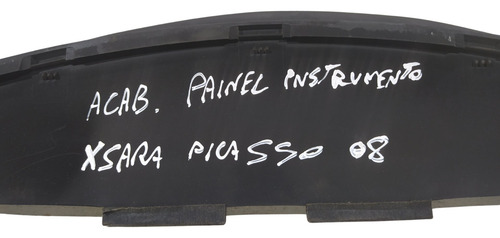 ACAB. PAINEL INSTRUMENTO
XSARA PICASSO 08